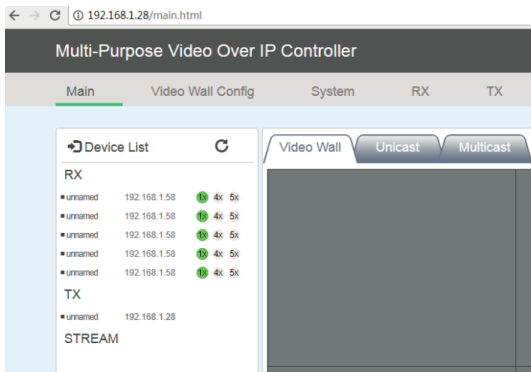 192.168.1.28/main.html
Multi-Purpose Video Over IP Controller
Main Video Wall Config System RX TX
Device List
Video Wall Unicast Multicast
RX
unnamed 192.168.1.58 1x 4x 5x
unnamed 192.168.1.58 1x 4x 5x
unnamed 192.168.1.58 1x 4x 5x
unnamed 192.168.1.58 1x 4x 5x
unnamed 192.168.1.58 1x 4x 5x
TX
unnamed 192.168.1.28
STREAM